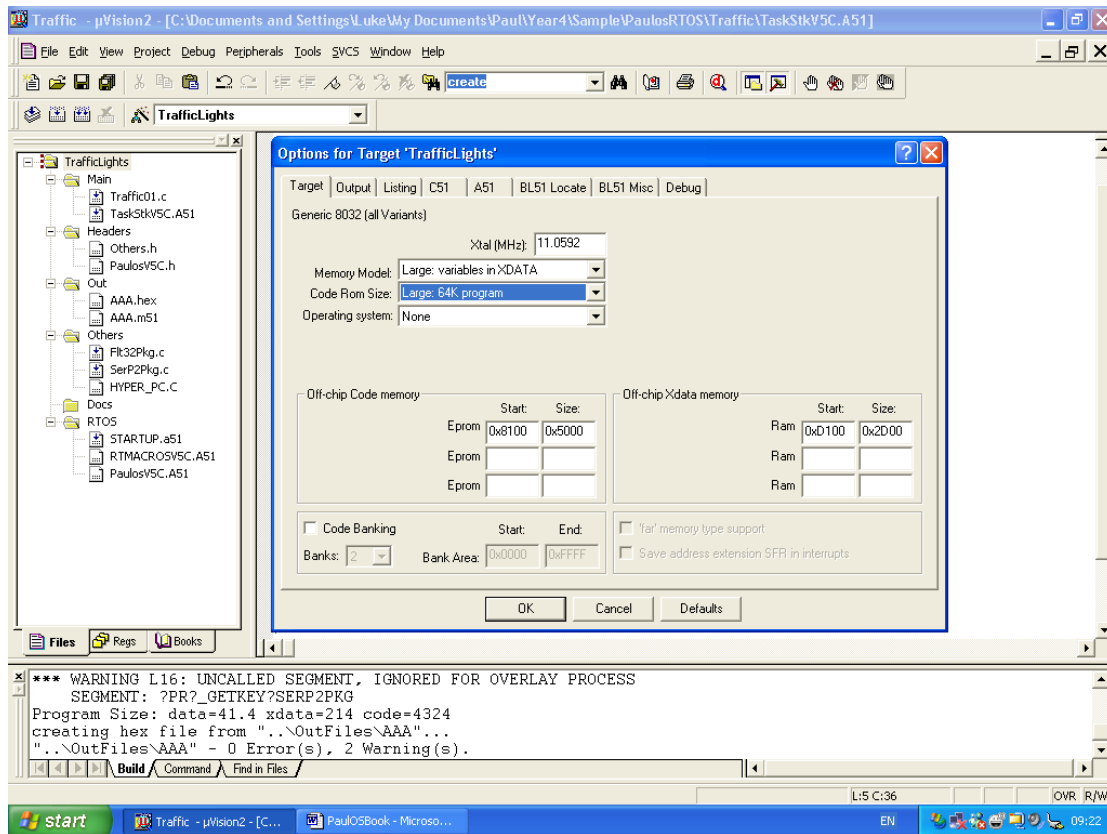 Traffic - µVision2 - [C:\Documents and Settings\Luke\My Documents\Paul\Year4\Sample\PaulosRTOS\Traffic\TaskStkV5C.A51]
File Edit View Project Debug Peripherals Tools SVCS Window Help
create
TrafficLights
TrafficLights
Main
Traffic01.c
TaskStkV5C.A51
Headers
Others.h
PaulosV5C.h
Out
AAA.hex
AAA.m51
Others
Flt32Pkg.c
SerP2Pkg.c
HYPER_PC.C
Docs
RTOS
STARTUP.a51
RTMACROSV5C.A51
PaulosV5C.A51
Files Regs Books
Options for Target 'TrafficLights'
Target Output Listing C51 A51 BL51 Locate BL51 Misc Debug
Generic 8032 (all Variants)
Xtal (MHz): 11.0592
Memory Model: Large: variables in XDATA
Code Rom Size: Large: 64K program
Operating system: None
Off-chip Code memory
Start: Size:
Eprom 0x8100 0x5000
Eprom
Eprom
Off-chip Xdata memory
Start: Size:
Ram 0xD100 0x2D00
Ram
Ram
Code Banking Start: End:
Banks: 2 Bank Area: 0x0000 0xFFFF
'far' memory type support
Save address extension SFR in interrupts
OK Cancel Defaults
*** WARNING L16: UNCALLED SEGMENT, IGNORED FOR OVERLAY PROCESS
SEGMENT: ?PR?_GETKEY?SERP2PKG
Program Size: data=41.4 xdata=214 code=4324
creating hex file from "..\OutFiles\AAA"...
"..\OutFiles\AAA" - 0 Error(s), 2 Warning(s).
Build Command Find in Files
L:5 C:36 OVR R/W
start Traffic - µVision2 - [C... PaulOSBook - Microso... EN 09:22